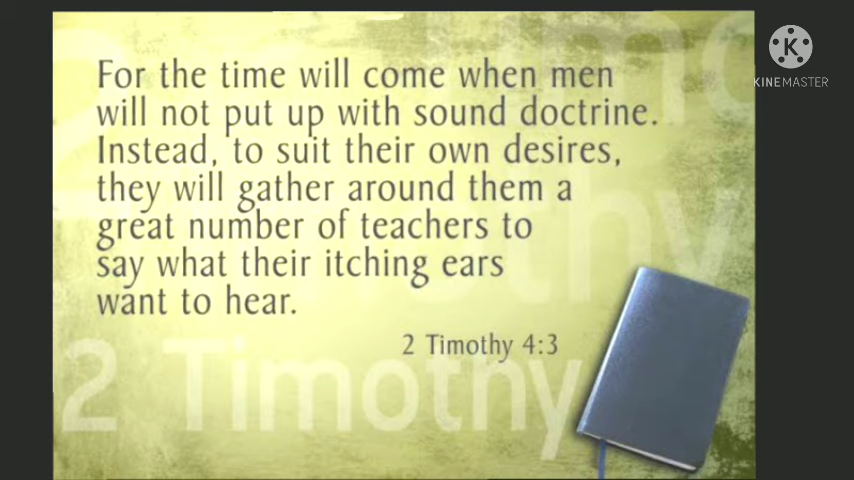 For the time will come when men
will not put up with sound doctrine.
Instead, to suit their own desires,
they will gather around them a
great number of teachers to
say what their itching ears
want to hear.
2 Timothy 4:3
2 Timothy
K
KINEMASTER